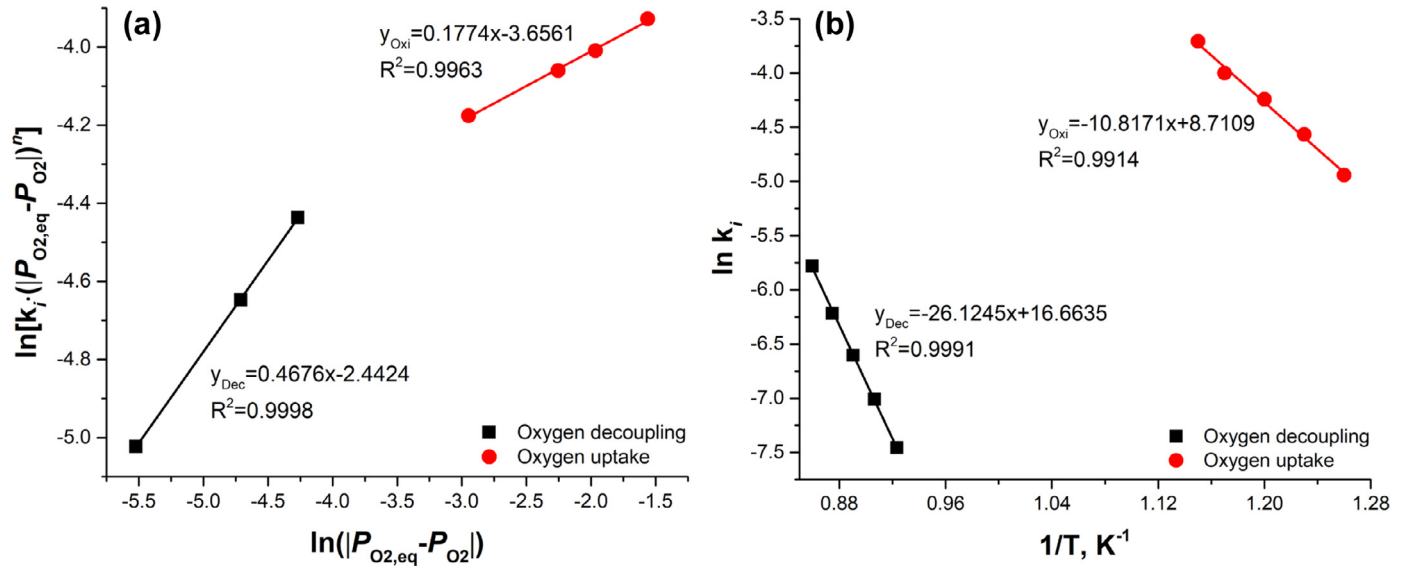 (a)
y_Oxi=0.1774x-3.6561
R²=0.9963
y_Dec=0.4676x-2.4424
R²=0.9998
Oxygen decoupling
Oxygen uptake
-4.0
-4.2
-4.4
-4.6
-4.8
-5.0
-5.5
-5.0
-4.5
-3.0
-2.5
-2.0
-1.5
ln[k_i·(|P_O2,eq-P_O2|)ⁿ]
ln(|P_O2,eq-P_O2|)
(b)
y_Oxi=-10.8171x+8.7109
R²=0.9914
y_Dec=-26.1245x+16.6635
R²=0.9991
Oxygen decoupling
Oxygen uptake
-3.5
-4.0
-4.5
-5.0
-5.5
-6.0
-6.5
-7.0
-7.5
0.88
0.96
1.04
1.12
1.20
1.28
ln k_i
1/T, K⁻¹